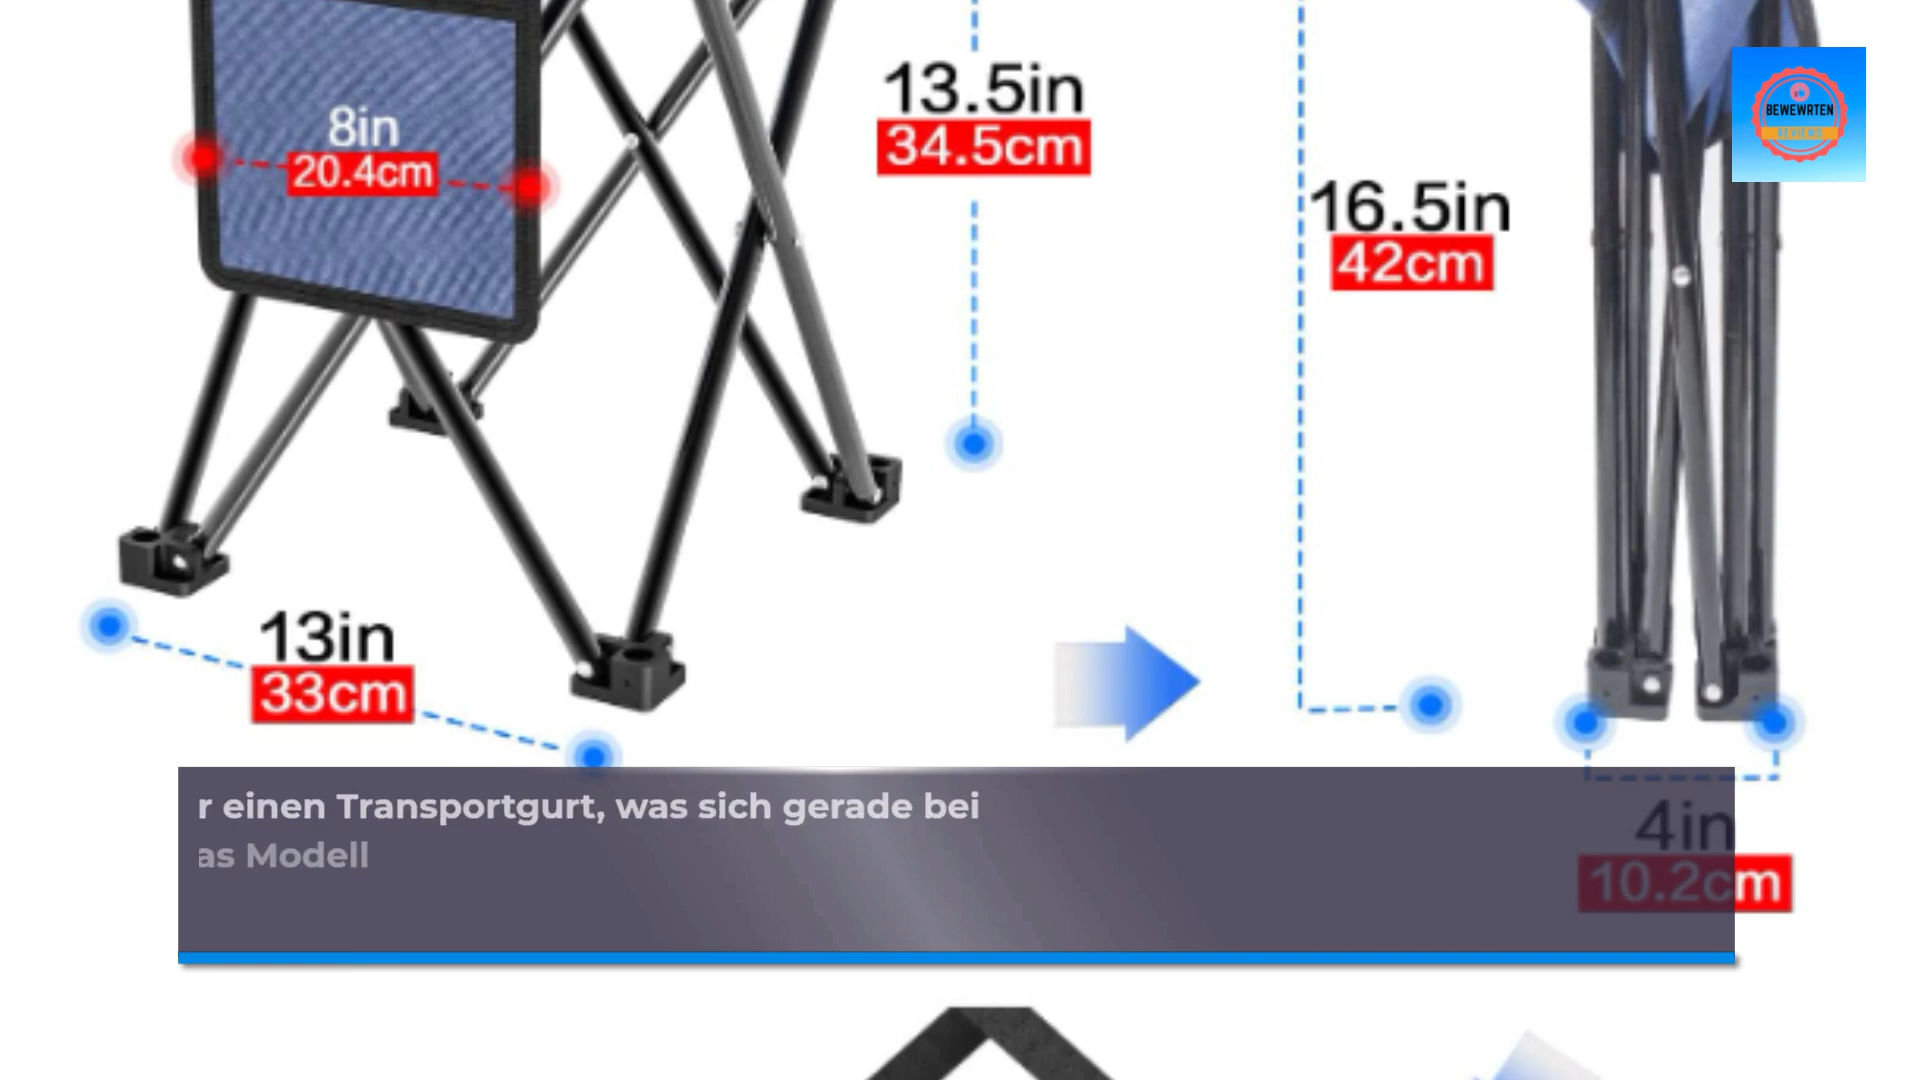 8in
20.4cm
13.5in
34.5cm
16.5in
42cm
13in
33cm
4in
10.2cm
BEWEWRTEN
REVIEWS
r einen Transportgurt, was sich gerade bei
as Modell